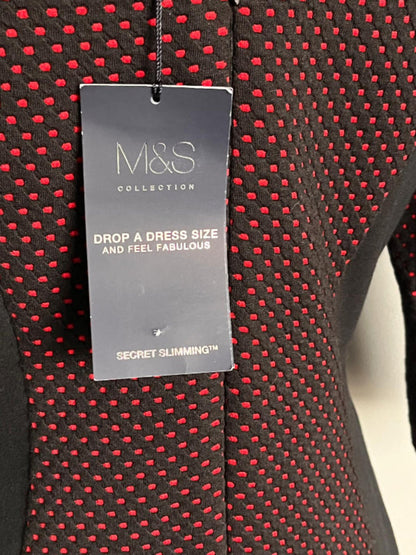 M&S
COLLECTION
DROP A DRESS SIZE
AND FEEL FABULOUS
SECRET SLIMMING™